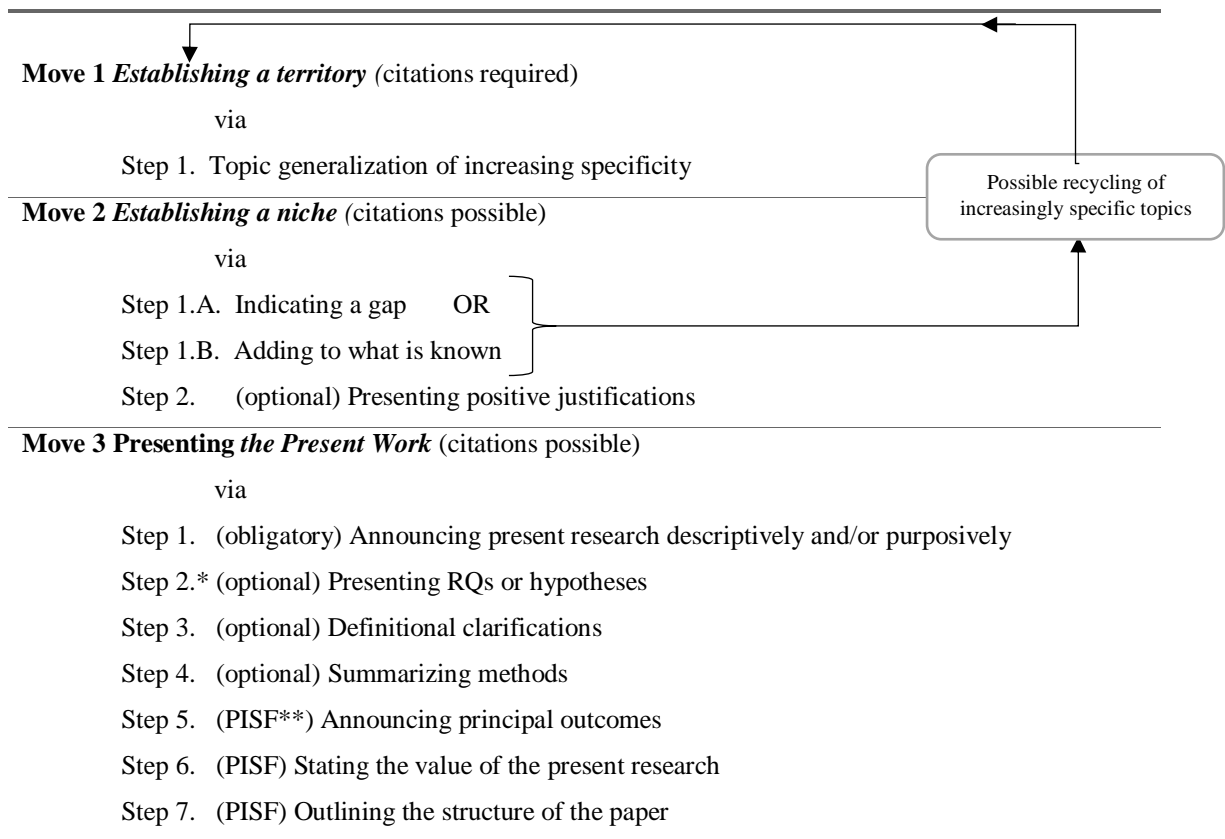 Move 1 Establishing a territory (citations required)
via
Step 1. Topic generalization of increasing specificity
Possible recycling of
increasingly specific topics
Move 2 Establishing a niche (citations possible)
via
Step 1.A. Indicating a gap OR
Step 1.B. Adding to what is known
Step 2. (optional) Presenting positive justifications
Move 3 Presenting the Present Work (citations possible)
via
Step 1. (obligatory) Announcing present research descriptively and/or purposively
Step 2.* (optional) Presenting RQs or hypotheses
Step 3. (optional) Definitional clarifications
Step 4. (optional) Summarizing methods
Step 5. (PISF**) Announcing principal outcomes
Step 6. (PISF) Stating the value of the present research
Step 7. (PISF) Outlining the structure of the paper